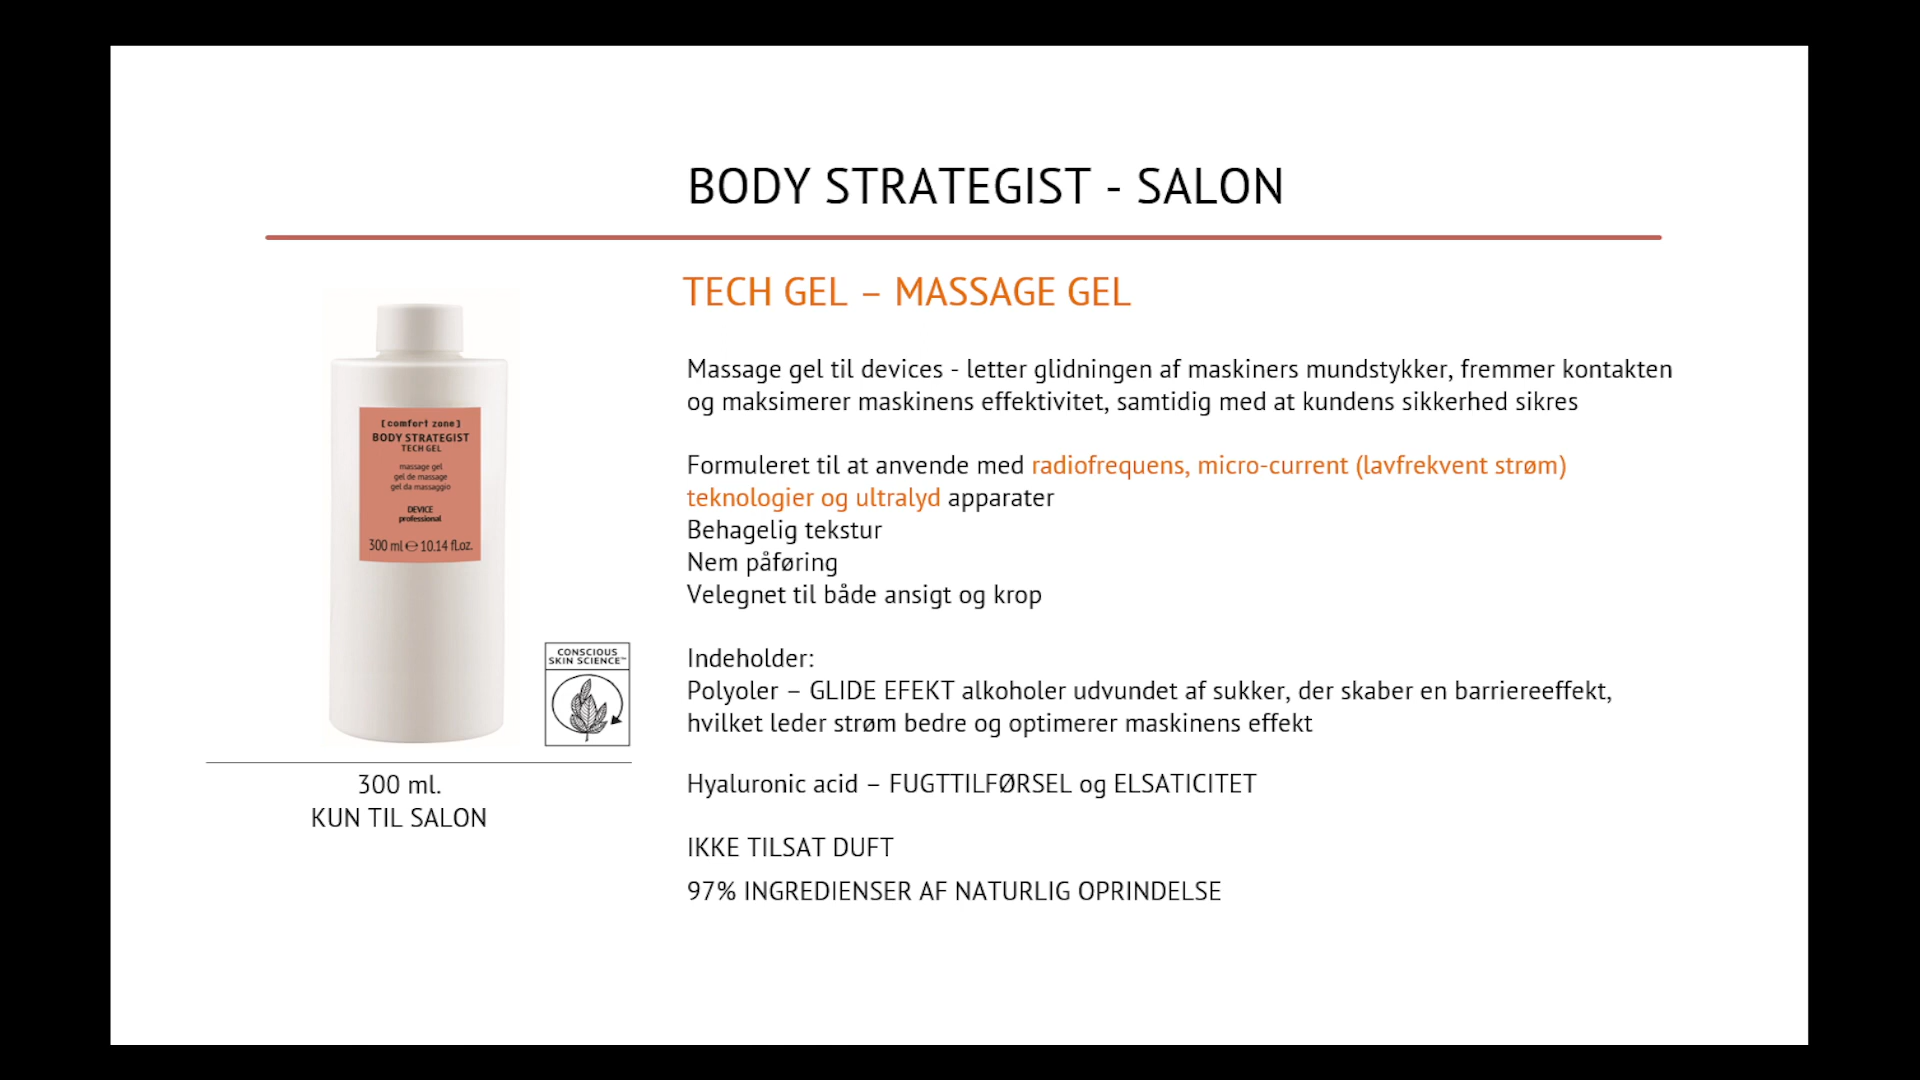 BODY STRATEGIST - SALON
TECH GEL – MASSAGE GEL
Massage gel til devices - letter glidningen af maskiners mundstykker, fremmer kontakten
og maksimerer maskinens effektivitet, samtidig med at kundens sikkerhed sikres
Formuleret til at anvende med radiofrequens, micro-current (lavfrekvent strøm)
teknologier og ultralyd apparater
Behagelig tekstur
Nem påføring
Velegnet til både ansigt og krop
Indeholder:
Polyoler – GLIDE EFEKT alkoholer udvundet af sukker, der skaber en barriereeffekt,
hvilket leder strøm bedre og optimerer maskinens effekt
Hyaluronic acid – FUGTTILFØRSEL og ELSATICITET
IKKE TILSAT DUFT
97% INGREDIENSER AF NATURLIG OPRINDELSE
[comfort zone]
BODY STRATEGIST
TECH GEL
massage gel
gel de massage
gel da massaggio
DEVICE
professional
300 ml ℮ 10.14 fl.oz.
CONSCIOUS
SKIN SCIENCE™
300 ml.
KUN TIL SALON